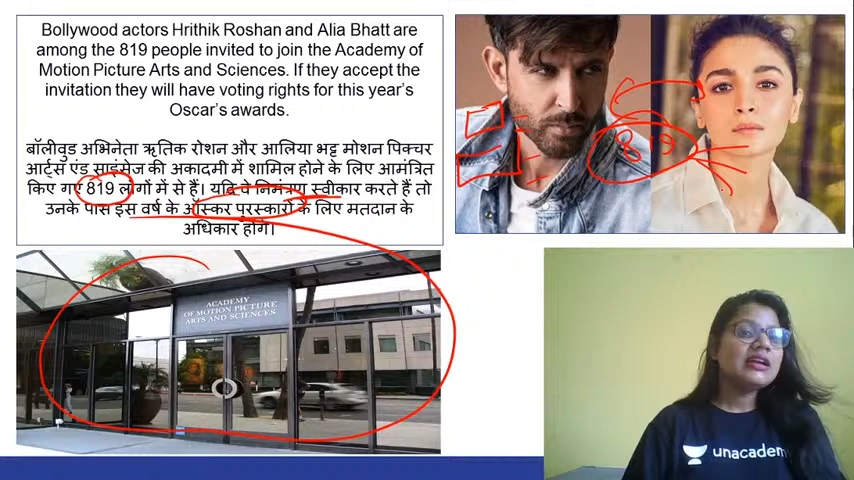 Bollywood actors Hrithik Roshan and Alia Bhatt are
among the 819 people invited to join the Academy of
Motion Picture Arts and Sciences. If they accept the
invitation they will have voting rights for this year's
Oscar's awards.
बॉलीवुड अभिनेता ऋतिक रोशन और आलिया भट्ट मोशन पिक्चर
आर्ट्स एंड साइंसेज की अकादमी में शामिल होने के लिए आमंत्रित
किए गए 819 लोगों में से हैं। यदि वे निमंत्रण स्वीकार करते हैं तो
उनके पास इस वर्ष के ऑस्कर पुरस्कारों के लिए मतदान के
अधिकार होंगे।
819
ACADEMY
OF MOTION PICTURE
ARTS AND SCIENCES
unacadem